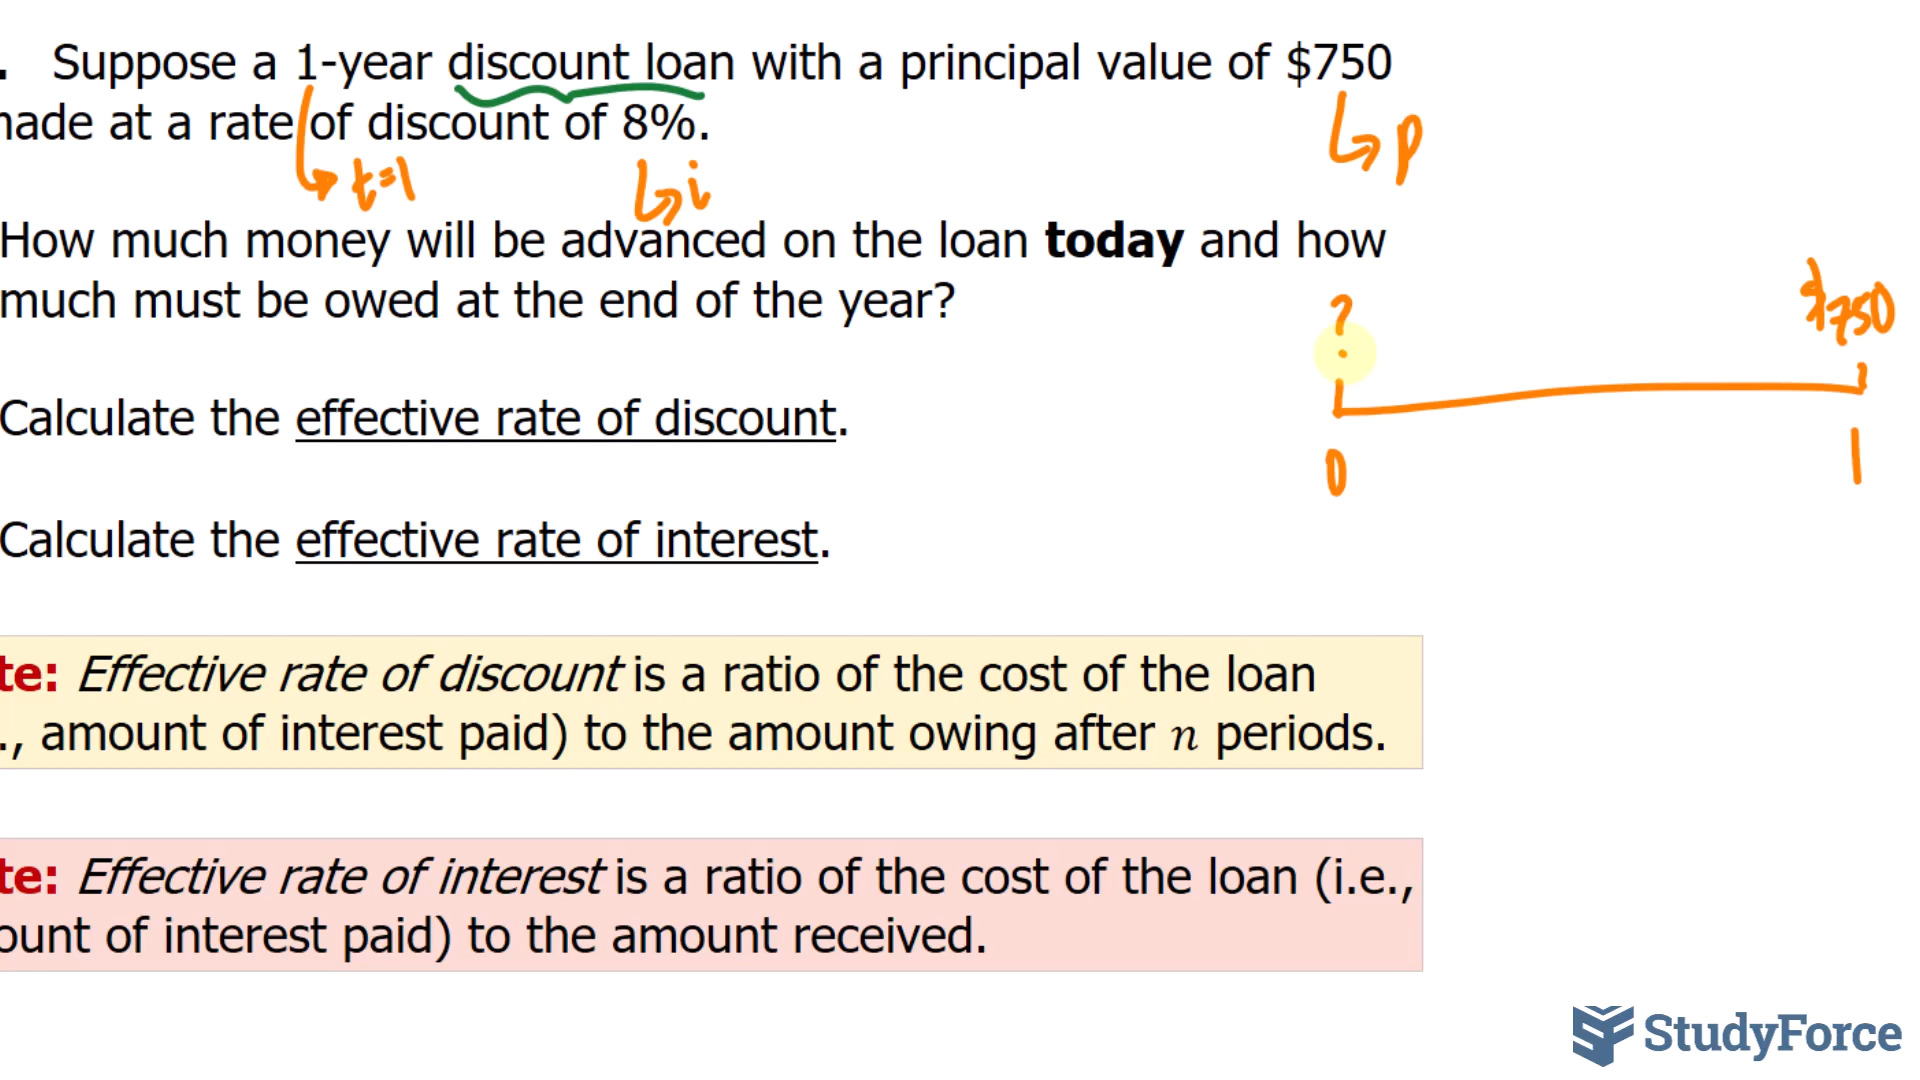 . Suppose a 1-year discount loan with a principal value of $750
made at a rate of discount of 8%.
t=1
i
p
How much money will be advanced on the loan today and how
much must be owed at the end of the year?
?
$750
0
1
Calculate the effective rate of discount.
Calculate the effective rate of interest.
te: Effective rate of discount is a ratio of the cost of the loan
., amount of interest paid) to the amount owing after n periods.
te: Effective rate of interest is a ratio of the cost of the loan (i.e.,
ount of interest paid) to the amount received.
StudyForce